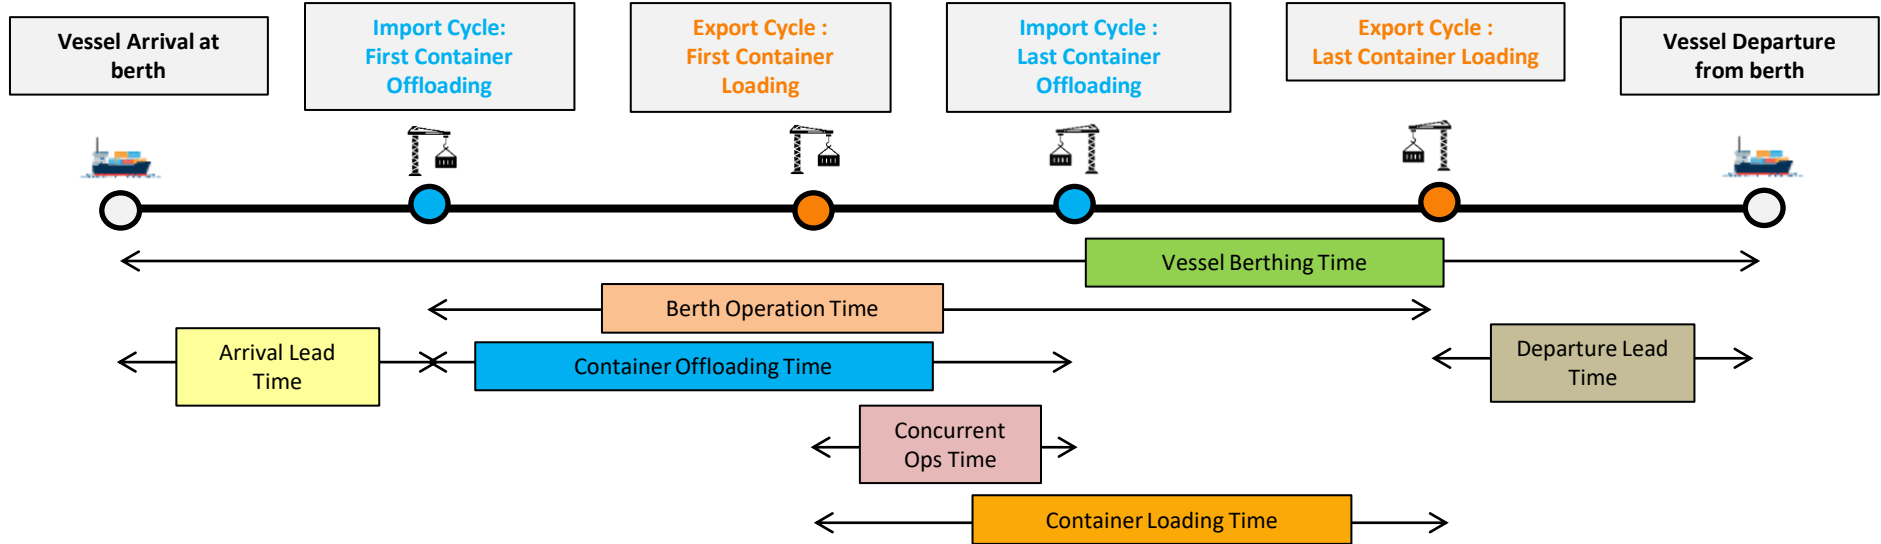 Vessel Arrival at
berth
Import Cycle:
First Container
Offloading
Export Cycle :
First Container
Loading
Import Cycle :
Last Container
Offloading
Export Cycle :
Last Container Loading
Vessel Departure
from berth
Vessel Berthing Time
Berth Operation Time
Arrival Lead
Time
Container Offloading Time
Departure Lead
Time
Concurrent
Ops Time
Container Loading Time